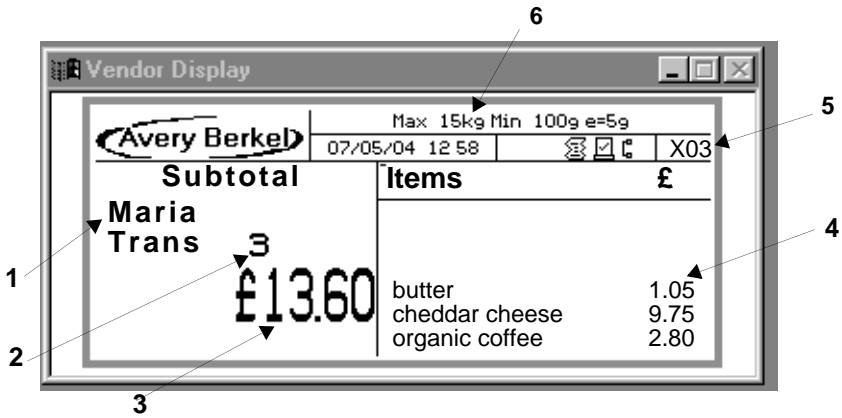 6
Vendor Display
Max 15kg Min 100g e=5g
Avery Berkel
07/05/04 12 58
X03
5
Subtotal
Items £
Maria
Trans 3
£13.60
butter 1.05
cheddar cheese 9.75
organic coffee 2.80
4
1
2
3